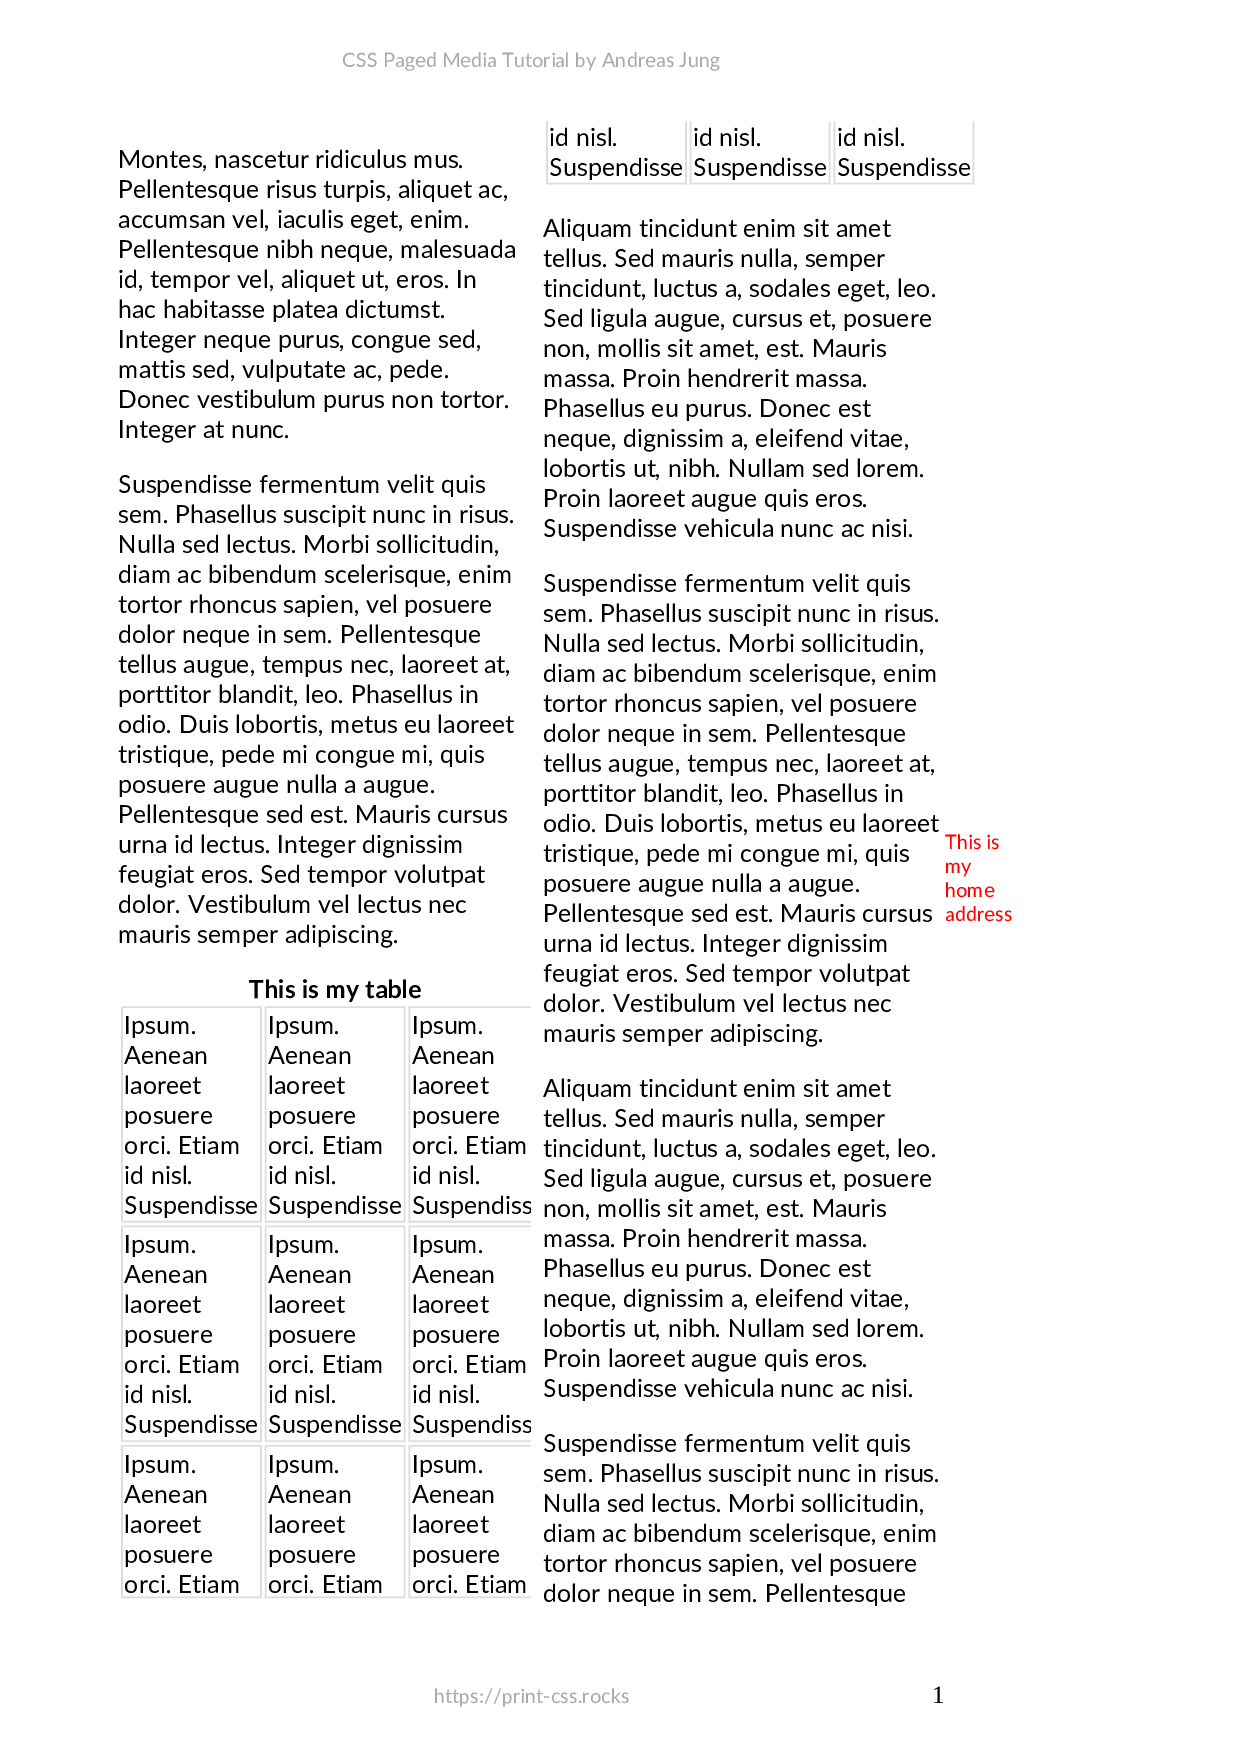 CSS Paged Media Tutorial by Andreas Jung
Montes, nascetur ridiculus mus.
Pellentesque risus turpis, aliquet ac,
accumsan vel, iaculis eget, enim.
Pellentesque nibh neque, malesuada
id, tempor vel, aliquet ut, eros. In
hac habitasse platea dictumst.
Integer neque purus, congue sed,
mattis sed, vulputate ac, pede.
Donec vestibulum purus non tortor.
Integer at nunc.
Suspendisse fermentum velit quis
sem. Phasellus suscipit nunc in risus.
Nulla sed lectus. Morbi sollicitudin,
diam ac bibendum scelerisque, enim
tortor rhoncus sapien, vel posuere
dolor neque in sem. Pellentesque
tellus augue, tempus nec, laoreet at,
porttitor blandit, leo. Phasellus in
odio. Duis lobortis, metus eu laoreet
tristique, pede mi congue mi, quis
posuere augue nulla a augue.
Pellentesque sed est. Mauris cursus
urna id lectus. Integer dignissim
feugiat eros. Sed tempor volutpat
dolor. Vestibulum vel lectus nec
mauris semper adipiscing.
This is my table
Ipsum. Ipsum. Ipsum.
Aenean Aenean Aenean
laoreet laoreet laoreet
posuere posuere posuere
orci. Etiam orci. Etiam orci. Etiam
id nisl. id nisl. id nisl.
Suspendisse Suspendisse Suspendiss
Ipsum. Ipsum. Ipsum.
Aenean Aenean Aenean
laoreet laoreet laoreet
posuere posuere posuere
orci. Etiam orci. Etiam orci. Etiam
id nisl. id nisl. id nisl.
Suspendisse Suspendisse Suspendiss
Ipsum. Ipsum. Ipsum.
Aenean Aenean Aenean
laoreet laoreet laoreet
posuere posuere posuere
orci. Etiam orci. Etiam orci. Etiam
id nisl. id nisl. id nisl.
Suspendisse Suspendisse Suspendisse
Aliquam tincidunt enim sit amet
tellus. Sed mauris nulla, semper
tincidunt, luctus a, sodales eget, leo.
Sed ligula augue, cursus et, posuere
non, mollis sit amet, est. Mauris
massa. Proin hendrerit massa.
Phasellus eu purus. Donec est
neque, dignissim a, eleifend vitae,
lobortis ut, nibh. Nullam sed lorem.
Proin laoreet augue quis eros.
Suspendisse vehicula nunc ac nisi.
Suspendisse fermentum velit quis
sem. Phasellus suscipit nunc in risus.
Nulla sed lectus. Morbi sollicitudin,
diam ac bibendum scelerisque, enim
tortor rhoncus sapien, vel posuere
dolor neque in sem. Pellentesque
tellus augue, tempus nec, laoreet at,
porttitor blandit, leo. Phasellus in
odio. Duis lobortis, metus eu laoreet
tristique, pede mi congue mi, quis
posuere augue nulla a augue.
Pellentesque sed est. Mauris cursus
urna id lectus. Integer dignissim
feugiat eros. Sed tempor volutpat
dolor. Vestibulum vel lectus nec
mauris semper adipiscing.
This is
my
home
address
Aliquam tincidunt enim sit amet
tellus. Sed mauris nulla, semper
tincidunt, luctus a, sodales eget, leo.
Sed ligula augue, cursus et, posuere
non, mollis sit amet, est. Mauris
massa. Proin hendrerit massa.
Phasellus eu purus. Donec est
neque, dignissim a, eleifend vitae,
lobortis ut, nibh. Nullam sed lorem.
Proin laoreet augue quis eros.
Suspendisse vehicula nunc ac nisi.
Suspendisse fermentum velit quis
sem. Phasellus suscipit nunc in risus.
Nulla sed lectus. Morbi sollicitudin,
diam ac bibendum scelerisque, enim
tortor rhoncus sapien, vel posuere
dolor neque in sem. Pellentesque
https://print-css.rocks
1